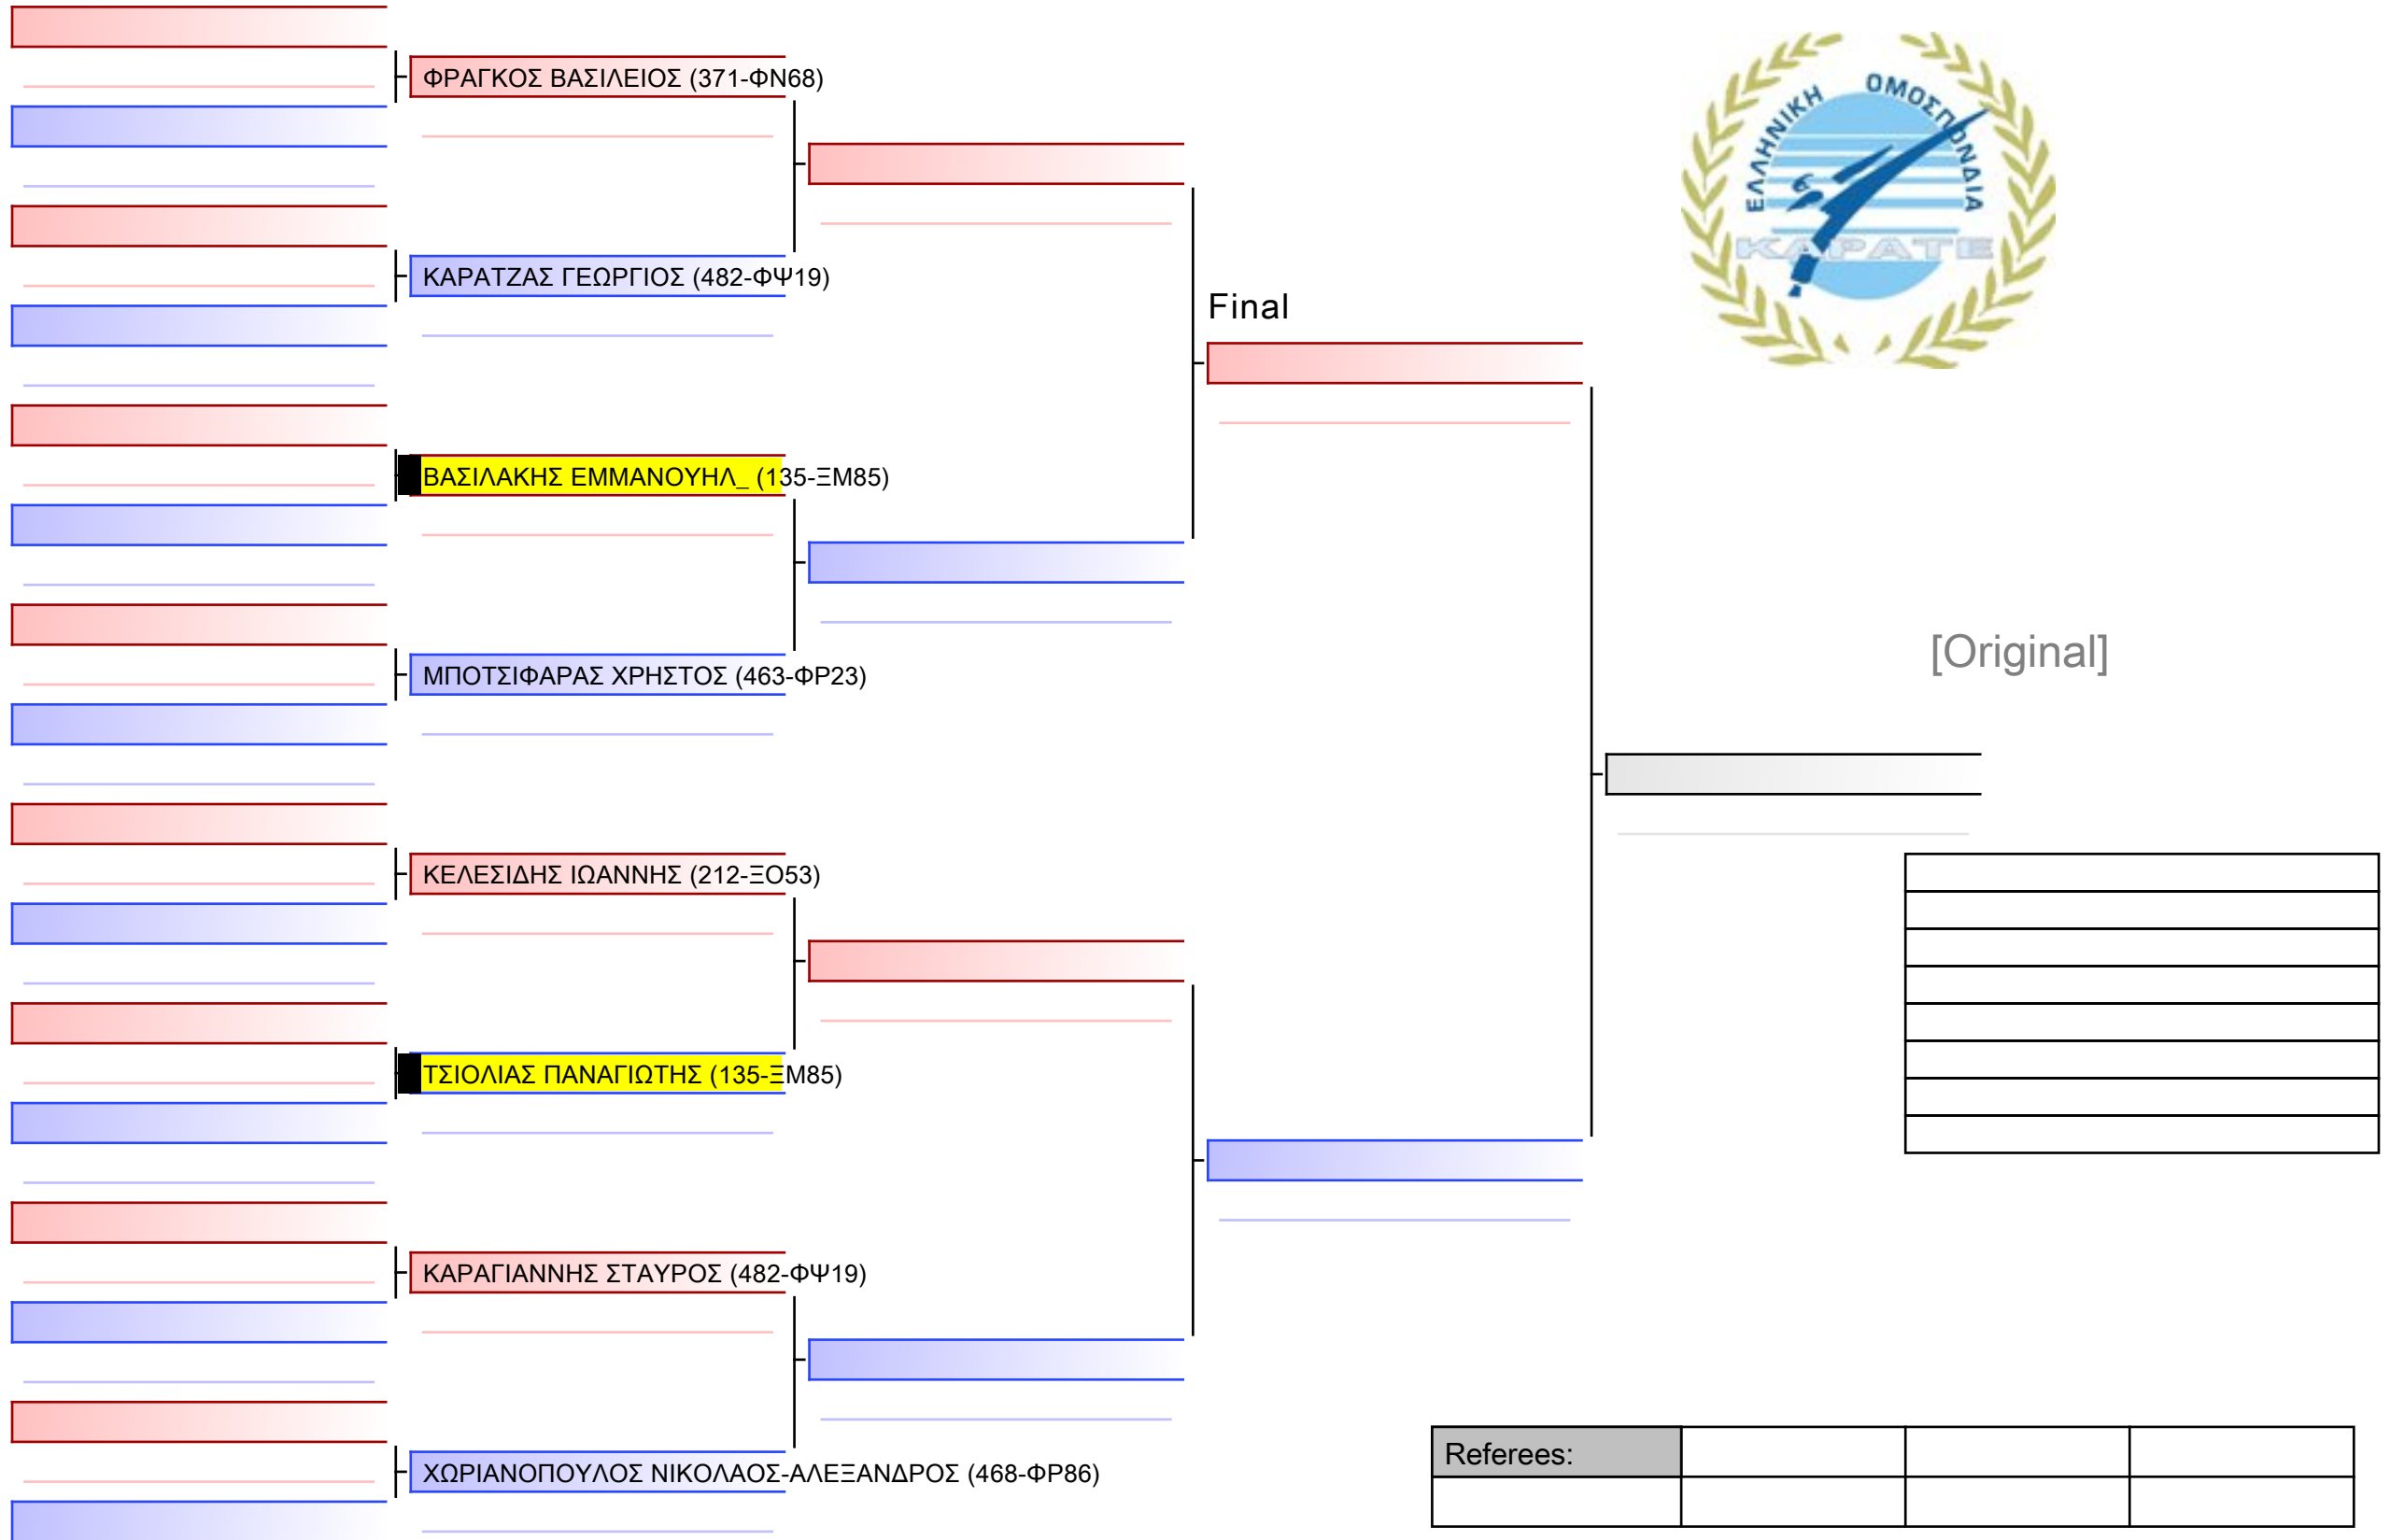 ΦΡΑΓΚΟΣ ΒΑΣΙΛΕΙΟΣ (371-ΦΝ68)
ΕΛΛΗΝΙΚΗ ΟΜΟΣΠΟΝΔΙΑ
ΚΑΡΑΤΕ
ΚΑΡΑΤΖΑΣ ΓΕΩΡΓΙΟΣ (482-ΦΨ19)
Final
ΒΑΣΙΛΑΚΗΣ ΕΜΜΑΝΟΥΗΛ_ (135-ΞΜ85)
[Original]
ΜΠΟΤΣΙΦΑΡΑΣ ΧΡΗΣΤΟΣ (463-ΦΡ23)
ΚΕΛΕΣΙΔΗΣ ΙΩΑΝΝΗΣ (212-ΞΟ53)
ΤΣΙΟΛΙΑΣ ΠΑΝΑΓΙΩΤΗΣ (135-ΞΜ85)
ΚΑΡΑΓΙΑΝΝΗΣ ΣΤΑΥΡΟΣ (482-ΦΨ19)
Referees:
ΧΩΡΙΑΝΟΠΟΥΛΟΣ ΝΙΚΟΛΑΟΣ-ΑΛΕΞΑΝΔΡΟΣ (468-ΦΡ86)